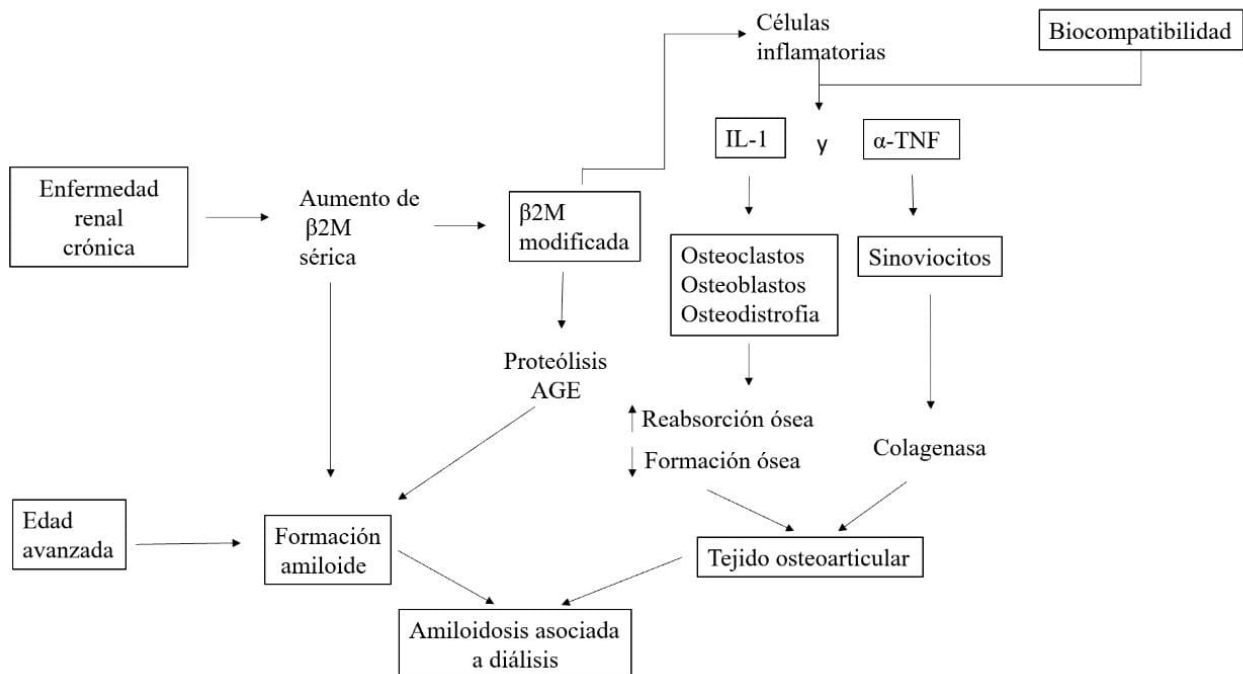 Células
inflamatorias
Biocompatibilidad
IL-1
y
α-TNF
Enfermedad
renal
crónica
Aumento de
β2M
sérica
β2M
modificada
Osteoclastos
Osteoblastos
Osteodistrofia
Sinoviocitos
Proteólisis
AGE
Reabsorción ósea
Formación ósea
Colagenasa
Edad
avanzada
Formación
amiloide
Tejido osteoarticular
Amiloidosis asociada
a diálisis